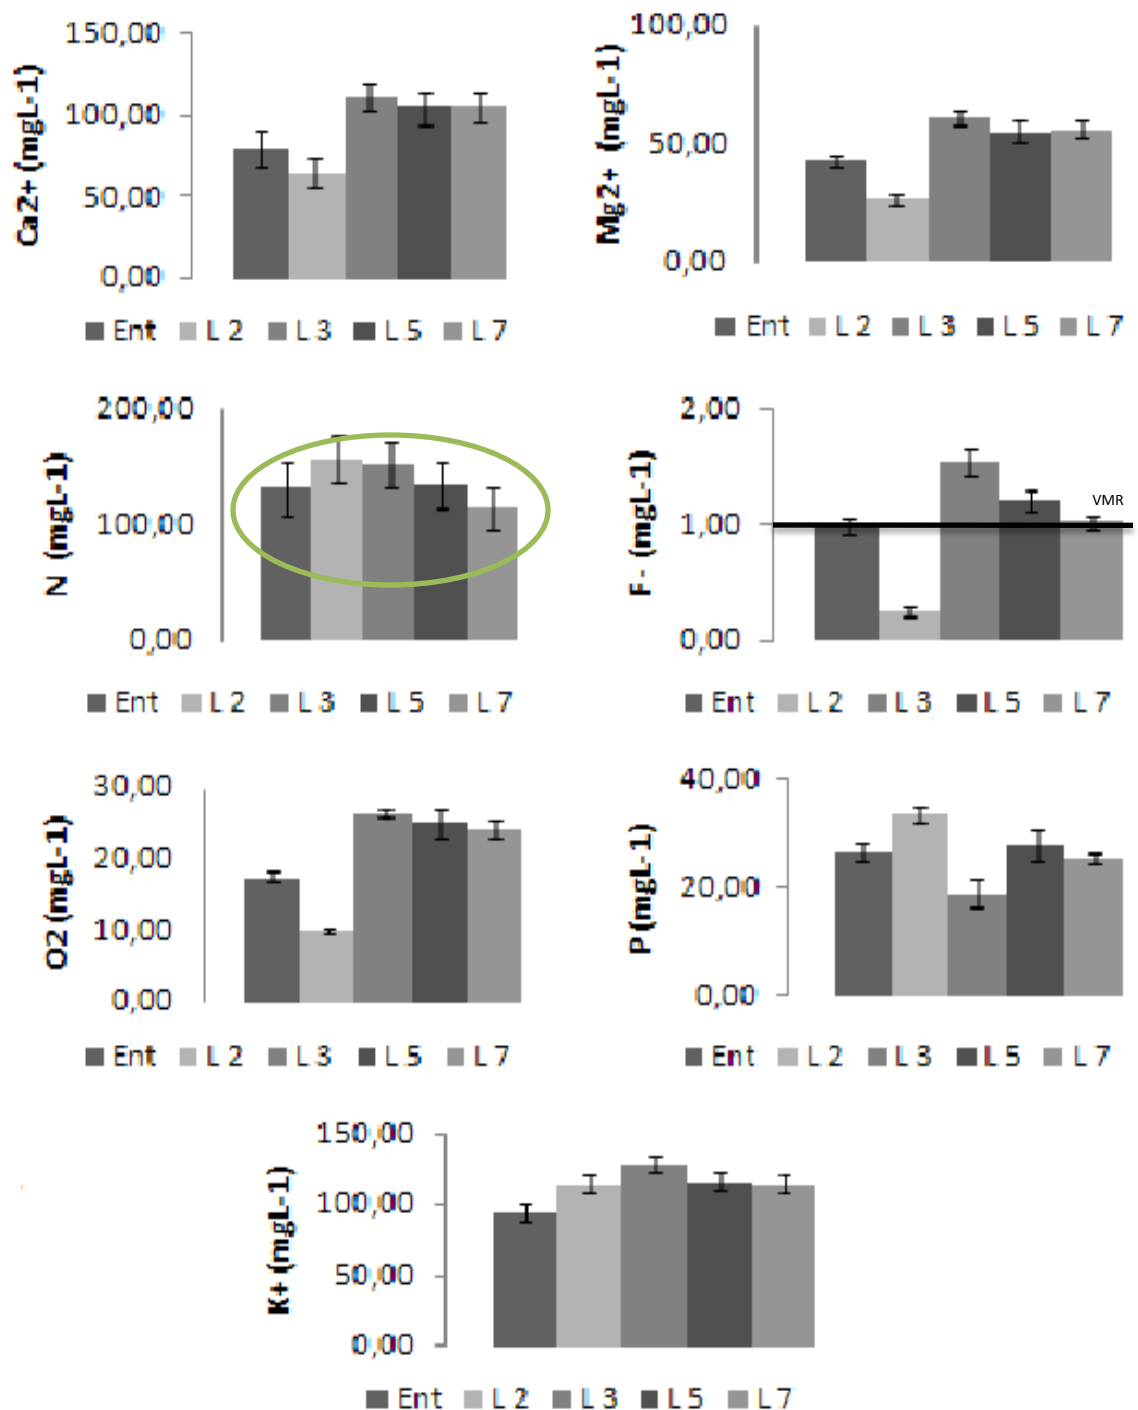 Ca2+ (mgL-1)
150,00
100,00
50,00
0,00
Ent L 2 L 3 L 5 L 7
Mg2+ (mgL-1)
100,00
50,00
0,00
Ent L 2 L 3 L 5 L 7
N (mgL-1)
200,00
100,00
0,00
Ent L 2 L 3 L 5 L 7
F - (mgL-1)
2,00
1,00
0,00
VMR
Ent L 2 L 3 L 5 L 7
O2 (mgL-1)
30,00
20,00
10,00
0,00
Ent L 2 L 3 L 5 L 7
P (mgL-1)
40,00
20,00
0,00
Ent L 2 L 3 L 5 L 7
K+ (mgL-1)
150,00
100,00
50,00
0,00
Ent L 2 L 3 L 5 L 7